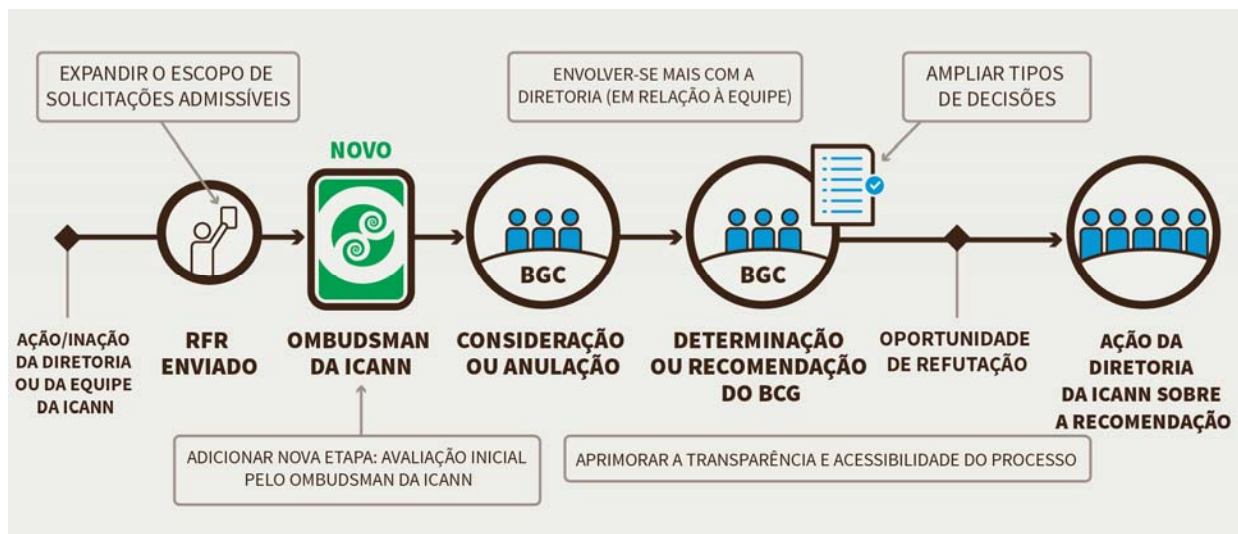 EXPANDIR O ESCOPO DE
SOLICITAÇÕES ADMISSÍVEIS
ENVOLVER-SE MAIS COM A
DIRETORIA (EM RELAÇÃO À EQUIPE)
AMPLIAR TIPOS
DE DECISÕES
NOVO
BGC
BGC
AÇÃO/INAÇÃO
DA DIRETORIA
OU DA EQUIPE
DA ICANN
RFR
ENVIADO
OMBUDSMAN
DA ICANN
CONSIDERAÇÃO
OU ANULAÇÃO
DETERMINAÇÃO
OU RECOMENDAÇÃO
DO BCG
OPORTUNIDADE
DE REFUTAÇÃO
AÇÃO DA
DIRETORIA
DA ICANN SOBRE
A RECOMENDAÇÃO
ADICIONAR NOVA ETAPA: AVALIAÇÃO INICIAL
PELO OMBUDSMAN DA ICANN
APRIMORAR A TRANSPARÊNCIA E ACESSIBILIDADE DO PROCESSO